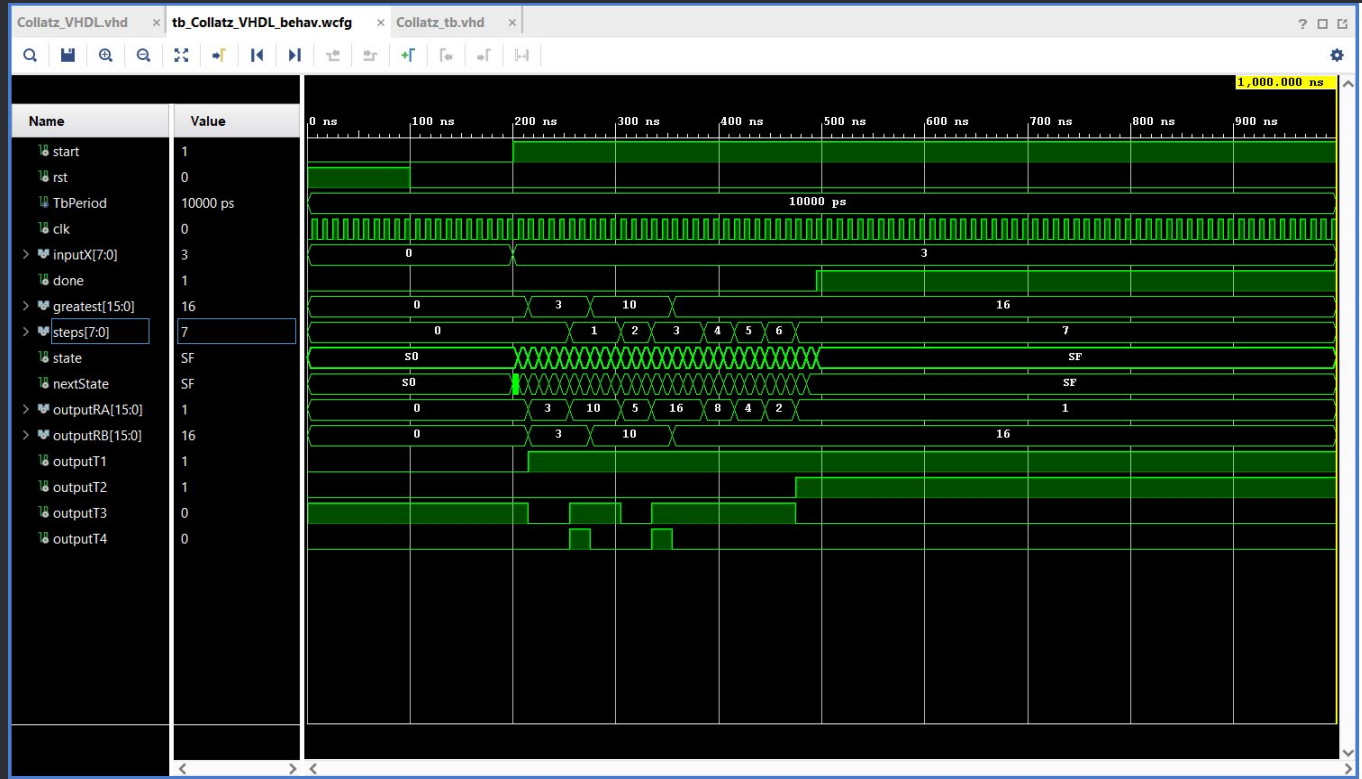 Collatz_VHDL.vhd × tb_Collatz_VHDL_behav.wcfg × Collatz_tb.vhd × ?
1,000.000 ns
Name Value 0 ns 100 ns 200 ns 300 ns 400 ns 500 ns 600 ns 700 ns 800 ns 900 ns
start 1
rst 0
TbPeriod 10000 ps 10000 ps
clk 0
inputX[7:0] 3 0 3
done 1
greatest[15:0] 16 0 3 10 16
steps[7:0] 7 0 1 2 3 4 5 6 7
state SF S0 SF
nextState SF S0 SF
outputRA[15:0] 1 0 3 10 5 16 8 4 2 1
outputRB[15:0] 16 0 3 10 16
outputT1 1
outputT2 1
outputT3 0
outputT4 0